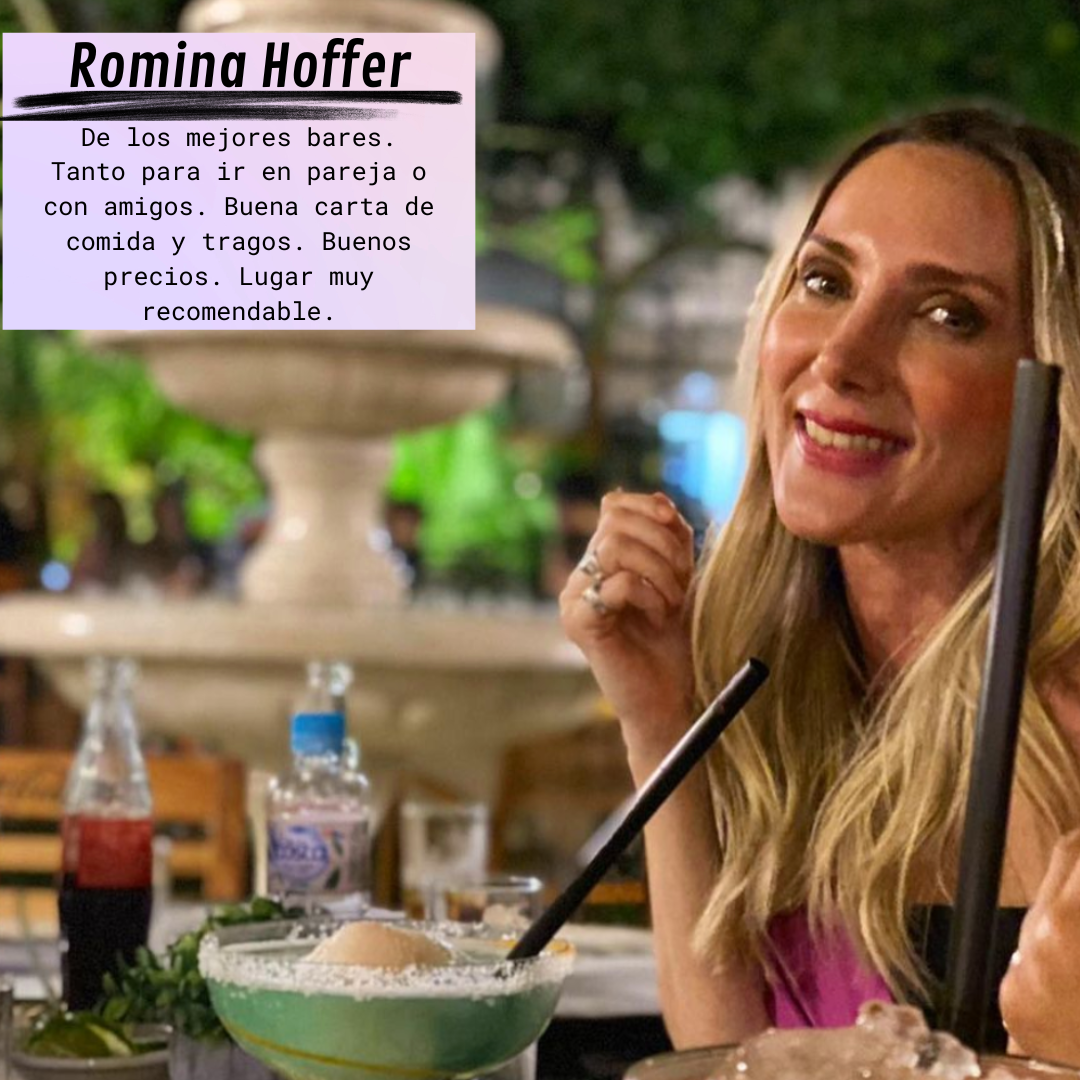 Romina Hoffer
De los mejores bares.
Tanto para ir en pareja o
con amigos. Buena carta de
comida y tragos. Buenos
precios. Lugar muy
recomendable.